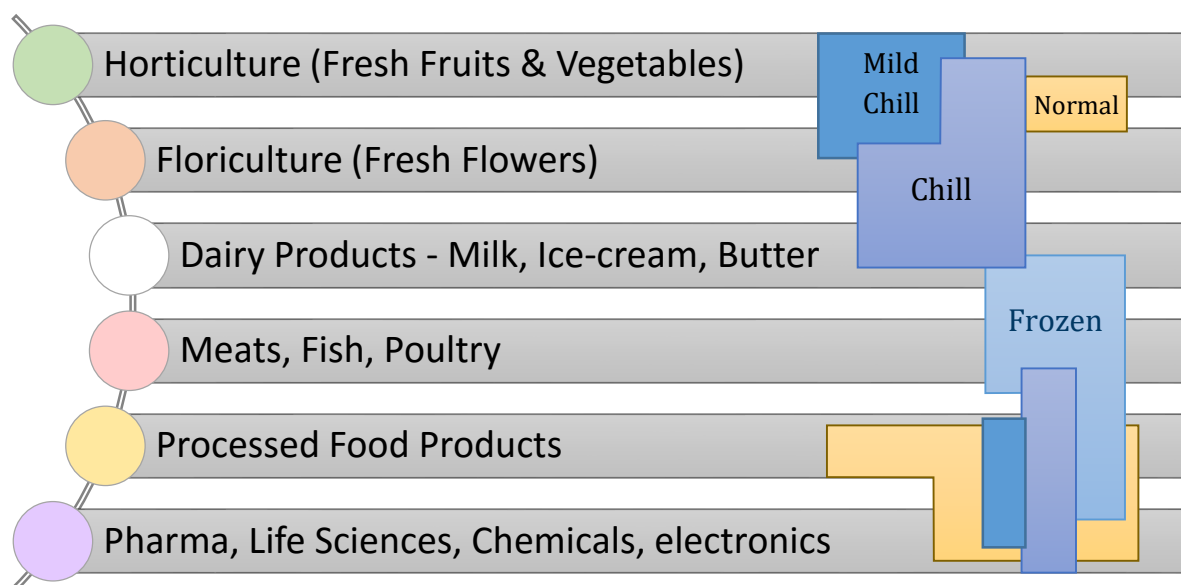 Horticulture (Fresh Fruits & Vegetables)
Mild
Chill
Normal
Floriculture (Fresh Flowers)
Chill
Dairy Products - Milk, Ice-cream, Butter
Frozen
Meats, Fish, Poultry
Processed Food Products
Pharma, Life Sciences, Chemicals, electronics